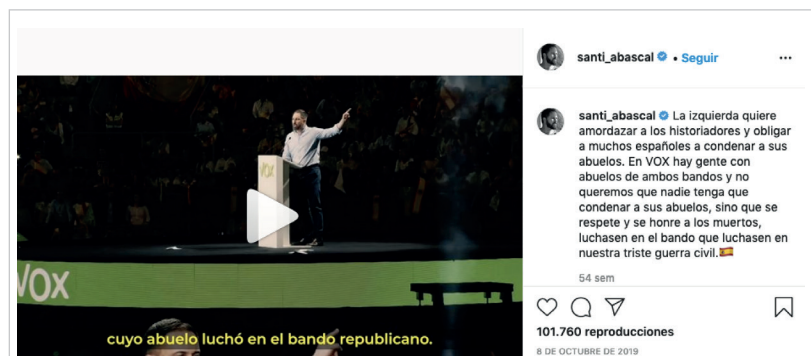 santi_abascal • Seguir
santi_abascal La izquierda quiere
amordazar a los historiadores y obligar
a muchos españoles a condenar a sus
abuelos. En VOX hay gente con
abuelos de ambos bandos y no
queremos que nadie tenga que
condenar a sus abuelos, sino que se
respete y se honre a los muertos,
luchasen en el bando que luchasen en
nuestra triste guerra civil.🇪🇸
54 sem
VOX
VOX
cuyo abuelo luchó en el bando republicano.
101.760 reproducciones
8 DE OCTUBRE DE 2019